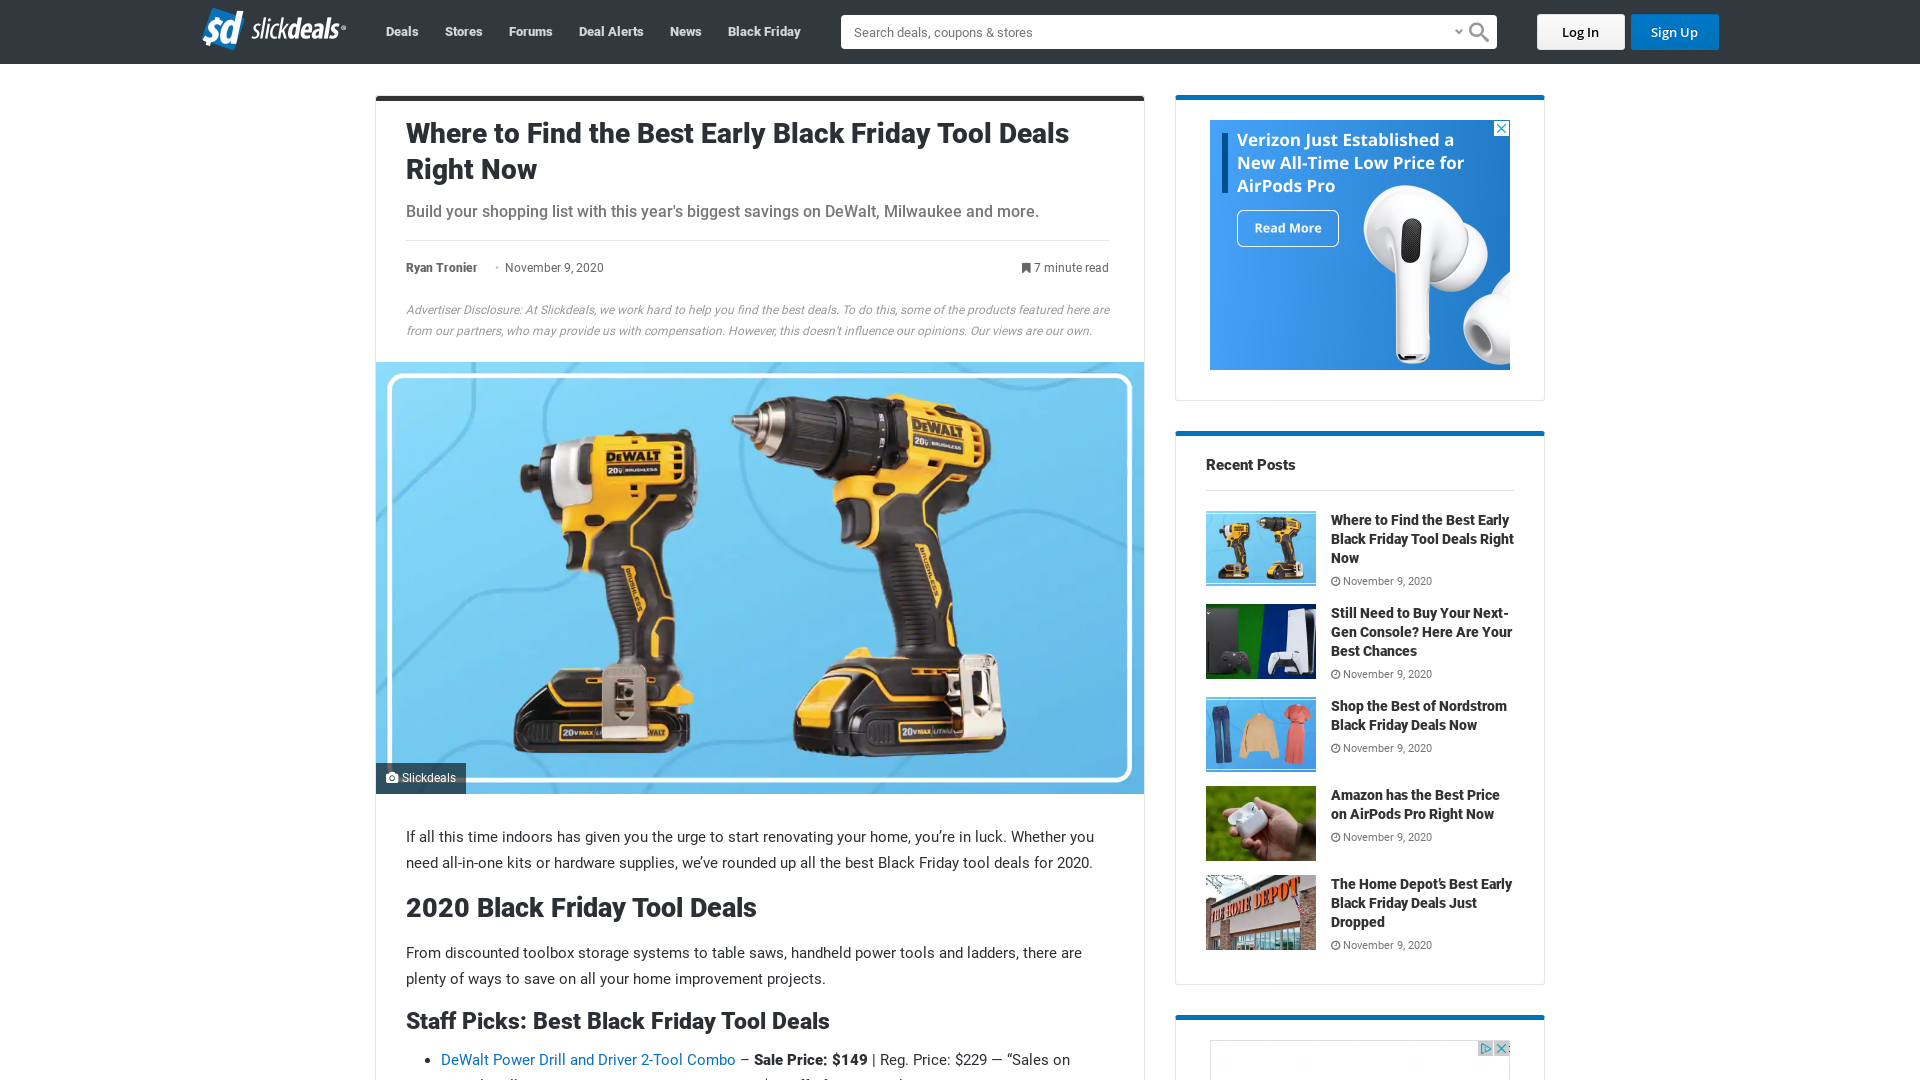 $d slickdeals
Deals
Stores
Forums
Deal Alerts
News
Black Friday
Search deals, coupons & stores
Log In
Sign Up
Where to Find the Best Early Black Friday Tool Deals
Right Now
Build your shopping list with this year's biggest savings on DeWalt, Milwaukee and more.
Ryan Tronier
• November 9, 2020
7 minute read
Advertiser Disclosure: At Slickdeals, we work hard to help you find the best deals. To do this, some of the products featured here are
from our partners, who may provide us with compensation. However, this doesn’t influence our opinions. Our views are our own.
DEWALT
20V BRUSHLESS
DEWALT
20V BRUSHLESS
BRUSHLESS
BRUSHLESS
20V MAX LITHIUM DEWALT
20V MAX
Slickdeals
If all this time indoors has given you the urge to start renovating your home, you’re in luck. Whether you
need all-in-one kits or hardware supplies, we’ve rounded up all the best Black Friday tool deals for 2020.
2020 Black Friday Tool Deals
From discounted toolbox storage systems to table saws, handheld power tools and ladders, there are
plenty of ways to save on all your home improvement projects.
Staff Picks: Best Black Friday Tool Deals
• DeWalt Power Drill and Driver 2-Tool Combo – Sale Price: $149 | Reg. Price: $229 — “Sales on
Verizon Just Established a
New All-Time Low Price for
AirPods Pro
Read More
Recent Posts
Where to Find the Best Early
Black Friday Tool Deals Right
Now
November 9, 2020
Still Need to Buy Your Next-
Gen Console? Here Are Your
Best Chances
November 9, 2020
Shop the Best of Nordstrom
Black Friday Deals Now
November 9, 2020
Amazon has the Best Price
on AirPods Pro Right Now
November 9, 2020
THE HOME DEPOT
The Home Depot’s Best Early
Black Friday Deals Just
Dropped
November 9, 2020